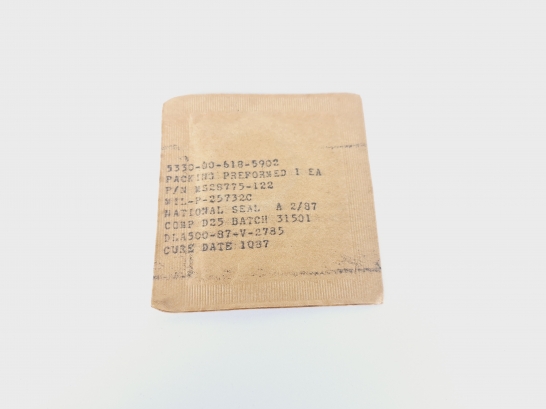 5330-00-618-5902
PACKING PREFORMED 1 EA
P/N MS28775-122
MIL-P-25732C
NATIONAL SEAL A 2/87
COMP D25 BATCH 31501
DLA500-87-V-2785
CURE DATE 1Q87